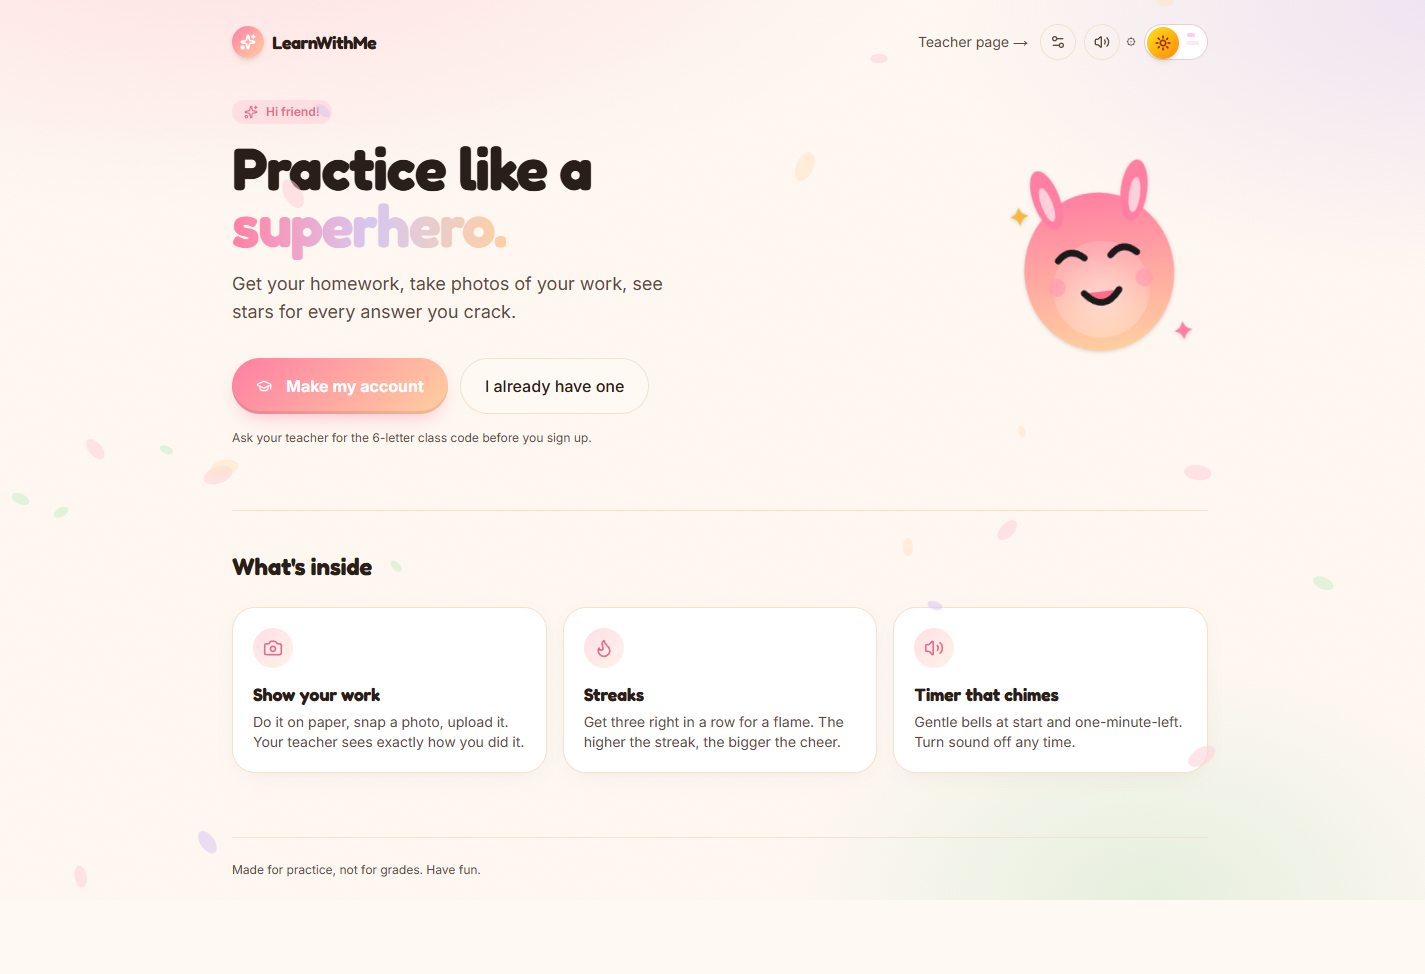 LearnWithMe
Teacher page →
Hi friend!
Practice like a
superhero.
Get your homework, take photos of your work, see
stars for every answer you crack.
Make my account
I already have one
Ask your teacher for the 6-letter class code before you sign up.
What's inside
Show your work
Do it on paper, snap a photo, upload it.
Your teacher sees exactly how you did it.
Streaks
Get three right in a row for a flame. The
higher the streak, the bigger the cheer.
Timer that chimes
Gentle bells at start and one-minute-left.
Turn sound off any time.
Made for practice, not for grades. Have fun.